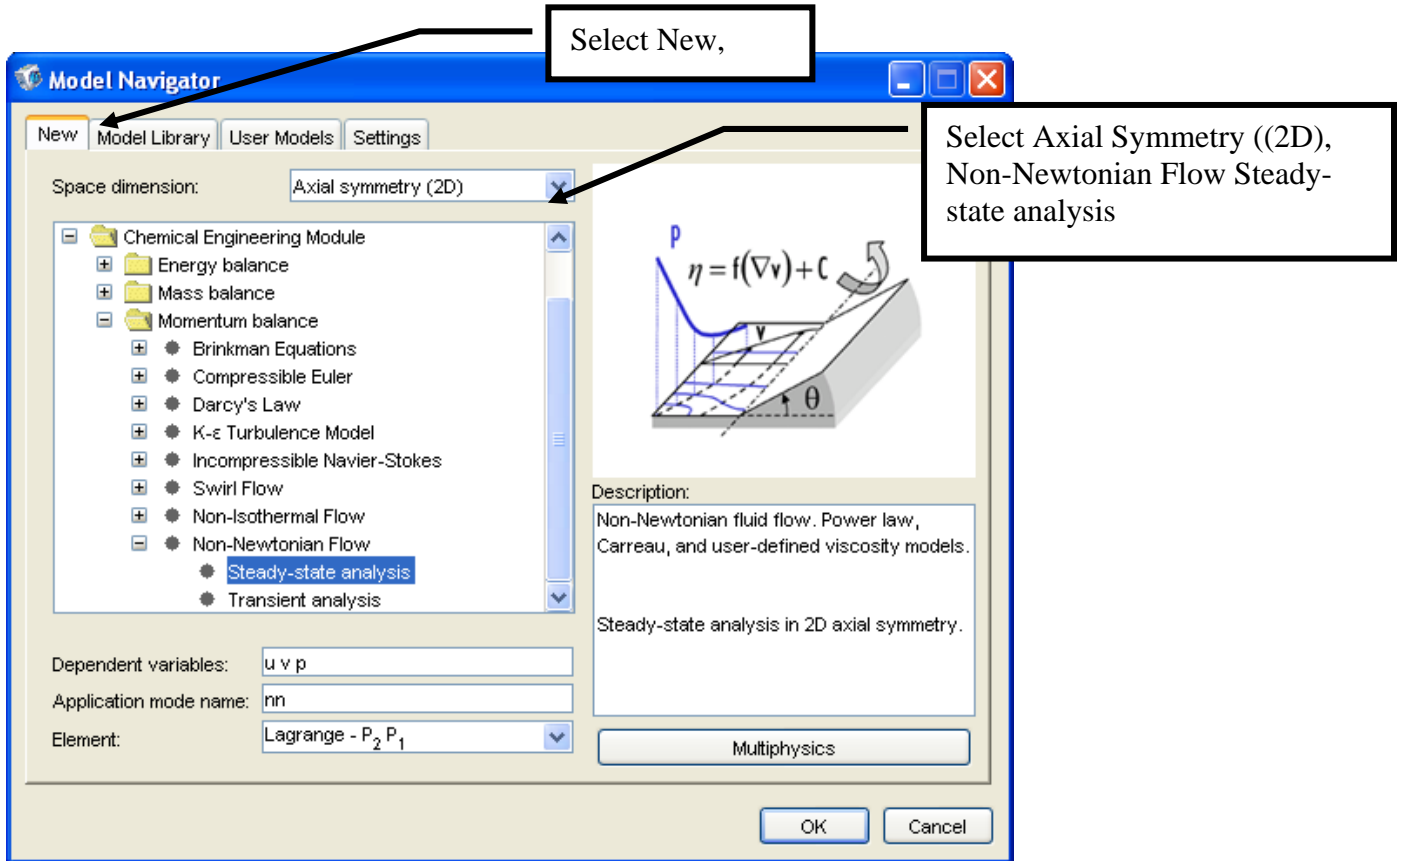 Select New,
Model Navigator
Select Axial Symmetry ((2D),
Non-Newtonian Flow Steady-
state analysis
New Model Library User Models Settings
Space dimension: Axial symmetry (2D)
Chemical Engineering Module
Energy balance
Mass balance
Momentum balance
Brinkman Equations
Compressible Euler
Darcy's Law
K-ε Turbulence Model
Incompressible Navier-Stokes
Swirl Flow
Non-Isothermal Flow
Non-Newtonian Flow
Steady-state analysis
Transient analysis
p
η = f(∇v) + C
v
θ
Description:
Non-Newtonian fluid flow. Power law,
Carreau, and user-defined viscosity models.
Steady-state analysis in 2D axial symmetry.
Dependent variables: u v p
Application mode name: nn
Element: Lagrange - P₂ P₁
Multiphysics
OK Cancel